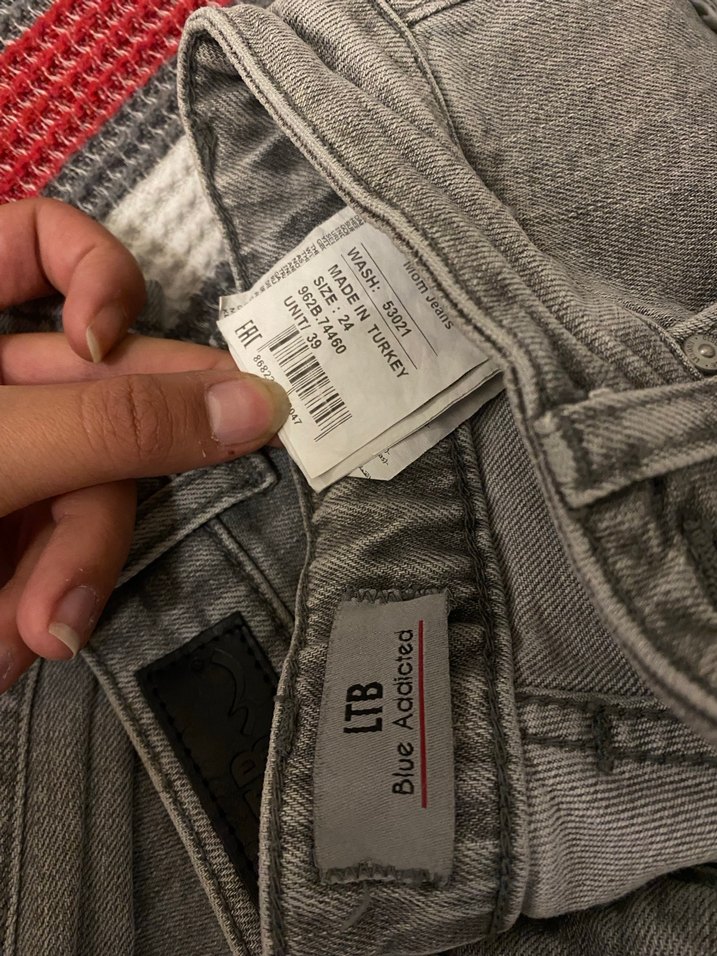 Mom Jeans
WASH: 53021
MADE IN TURKEY
SIZE : 24
962B.74460
UNIT/ 39
EAC
LTB
Blue Addicted